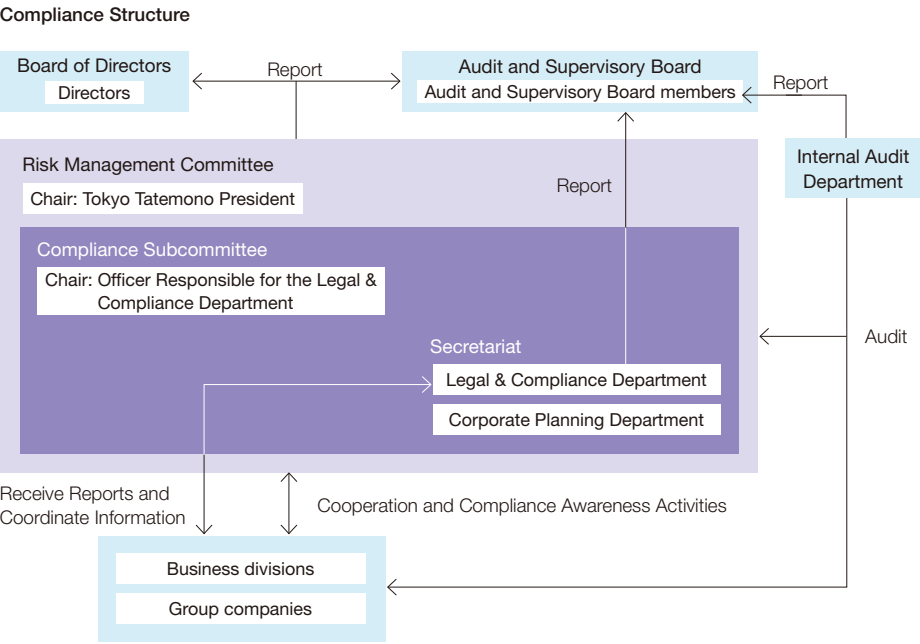 Compliance Structure
Board of Directors
Directors
Report
Audit and Supervisory Board
Audit and Supervisory Board members
Report
Internal Audit
Department
Risk Management Committee
Chair: Tokyo Tatemono President
Report
Compliance Subcommittee
Chair: Officer Responsible for the Legal &
Compliance Department
Audit
Secretariat
Legal & Compliance Department
Corporate Planning Department
Receive Reports and
Coordinate Information
Cooperation and Compliance Awareness Activities
Business divisions
Group companies